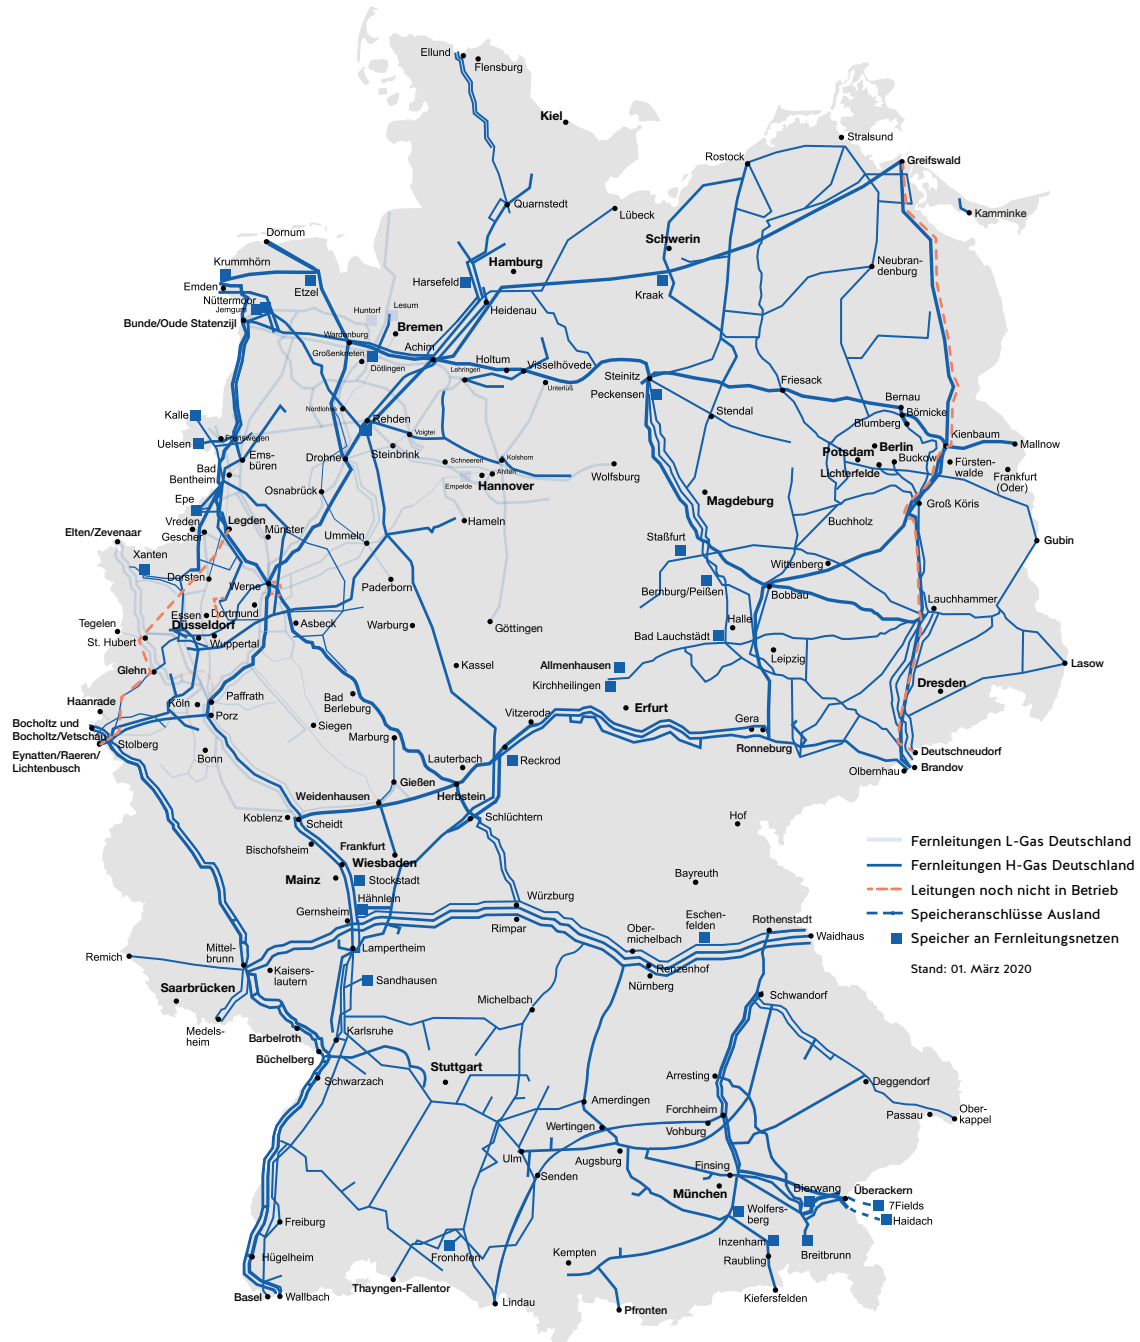 Ellund
Flensburg
Kiel
Stralsund
Rostock
Greifswald
Quarnstedt
Lübeck
Kamminke
Dornum
Schwerin
Krummhörn
Hamburg
Neubran-
denburg
Emden
Etzel
Harsefeld
Kraak
Nüttermoor
Jemgum
Huntorf
Lesum
Heidenau
Bunde/Oude Statenzijl
Bremen
Wardenburg
Achim
Großenkneten
Dötlingen
Holtum
Visselhövede
Lehringen
Unterlüß
Steinitz
Peckensen
Friesack
Bernau
Börnicke
Blumberg
Kalle
Nordlohne
Rehden
Stendal
Kienbaum
Mallnow
Uelsen
Frenswegen
Voigtei
Berlin
Potsdam
Buckow
Lichterfelde
Fürsten-
walde
Frankfurt
(Oder)
Ems-
büren
Drohne
Steinbrink
Schneeren
Kolshorn
Ahlten
Empelde
Hannover
Wolfsburg
Bad
Bentheim
Osnabrück
Magdeburg
Epe
Groß Köris
Vreden
Gescher
Legden
Münster
Ummeln
Hameln
Buchholz
Elten/Zevenaar
Staßfurt
Gubin
Xanten
Dorsten
Werne
Paderborn
Wittenberg
Bernburg/Peißen
Bobbau
Essen
Dortmund
Lauchhammer
Tegelen
Düsseldorf
Asbeck
Warburg
Göttingen
Halle
St. Hubert
Wuppertal
Bad Lauchstädt
Leipzig
Glehn
Kassel
Allmenhausen
Lasow
Kirchheilingen
Dresden
Haanrade
Köln
Paffrath
Bad
Berleburg
Erfurt
Bocholtz und
Bocholtz/Vetschau
Porz
Siegen
Vitzeroda
Gera
Stolberg
Marburg
Ronneburg
Eynatten/Raeren/
Lichtenbusch
Bonn
Lauterbach
Reckrod
Deutschneudorf
Olbernhau
Brandov
Gießen
Weidenhausen
Herbstein
Koblenz
Scheidt
Schlüchtern
Hof
Bischofsheim
Frankfurt
Wiesbaden
Mainz
Stockstadt
Bayreuth
Hähnlein
Würzburg
Gernsheim
Rimpar
Eschen-
felden
Rothenstadt
Ober-
michelbach
Waidhaus
Mittel-
brunn
Lampertheim
Remich
Kaisers-
lautern
Renzenhof
Nürnberg
Saarbrücken
Sandhausen
Michelbach
Schwandorf
Medels-
heim
Barbelroth
Karlsruhe
Büchelberg
Stuttgart
Schwarzach
Arresting
Deggendorf
Amerdingen
Forchheim
Vohburg
Passau
Ober-
kappel
Wertingen
Ulm
Augsburg
Senden
Finsing
München
Bierwang
Überackern
7Fields
Haidach
Wolfers-
berg
Freiburg
Fronhofen
Inzenham
Breitbrunn
Hügelheim
Kempten
Raubling
Basel
Wallbach
Thayngen-Fallentor
Lindau
Pfronten
Kiefersfelden
Fernleitungen L-Gas Deutschland
Fernleitungen H-Gas Deutschland
Leitungen noch nicht in Betrieb
Speicheranschlüsse Ausland
Speicher an Fernleitungsnetzen
Stand: 01. März 2020